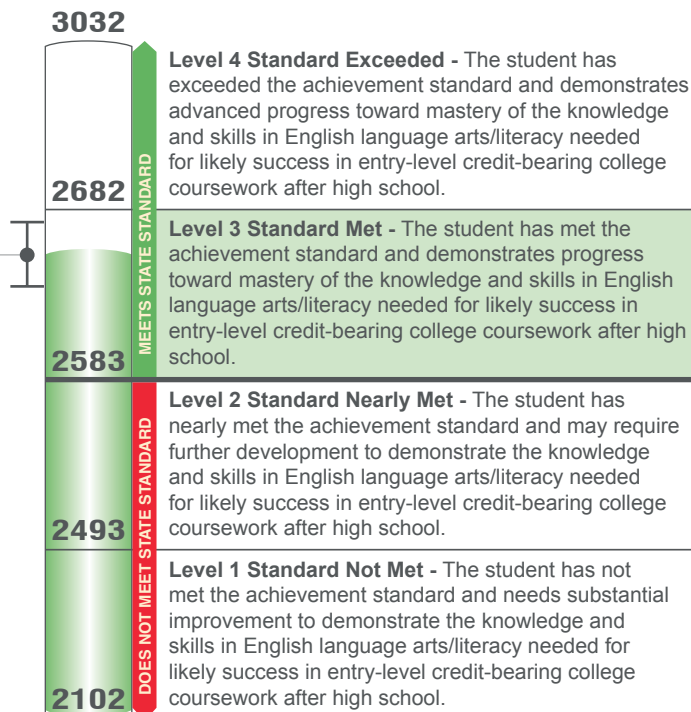 3032
Level 4 Standard Exceeded - The student has
exceeded the achievement standard and demonstrates
advanced progress toward mastery of the knowledge
and skills in English language arts/literacy needed
for likely success in entry-level credit-bearing college
coursework after high school.
2682
MEETS STATE STANDARD
Level 3 Standard Met - The student has met the
achievement standard and demonstrates progress
toward mastery of the knowledge and skills in English
language arts/literacy needed for likely success in
entry-level credit-bearing college coursework after high
school.
2583
Level 2 Standard Nearly Met - The student has
nearly met the achievement standard and may require
further development to demonstrate the knowledge
and skills in English language arts/literacy needed
for likely success in entry-level credit-bearing college
coursework after high school.
2493
DOES NOT MEET STATE STANDARD
Level 1 Standard Not Met - The student has not
met the achievement standard and needs substantial
improvement to demonstrate the knowledge and
skills in English language arts/literacy needed for
likely success in entry-level credit-bearing college
coursework after high school.
2102